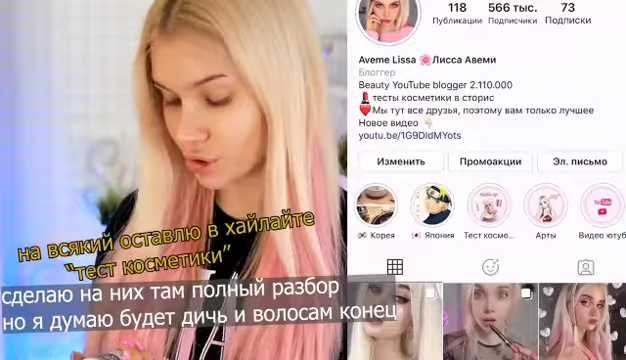 118
566 тыс.
73
Публикации
Подписчики
Подписки
Aveme Lissa 🌸Лисса Авеми
Блоггер
Beauty YouTube blogger 2.110.000
💄тесты косметики в сторис
❤️Мы тут все друзья, поэтому вам только лучшее
Новое видео 👇🏻
youtu.be/1G9DldMYots
Изменить
Промоакции
Эл. письмо
🇰🇷 Корея
🇯🇵 Япония
Тест косме...
Арты
Видео ютуб
на всякий оставлю в хайлайте
“тест косметики”
сделаю на них там полный разбор
но я думаю будет дичь и волосам конец